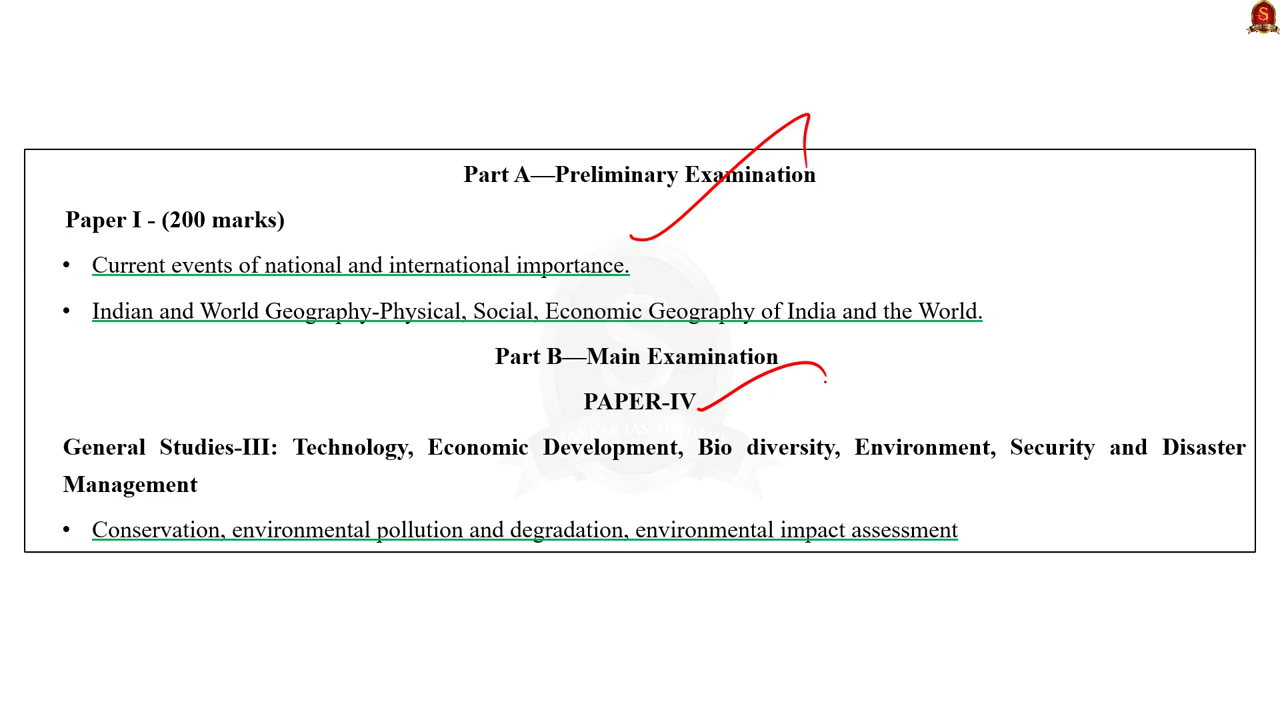 Part A—Preliminary Examination
Paper I - (200 marks)
• Current events of national and international importance.
• Indian and World Geography-Physical, Social, Economic Geography of India and the World.
Part B—Main Examination
PAPER-IV
General Studies-III: Technology, Economic Development, Bio diversity, Environment, Security and Disaster
Management
• Conservation, environmental pollution and degradation, environmental impact assessment